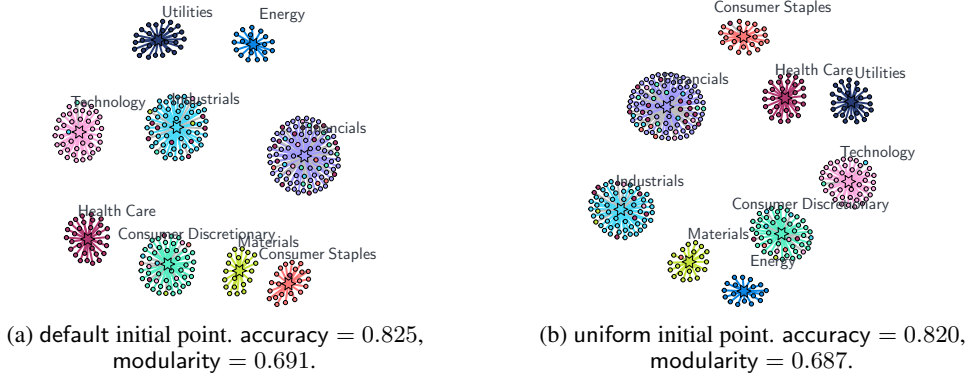 Utilities
Energy
Technology
Industrials
Financials
Health Care
Consumer Discretionary
Materials
Consumer Staples
(a) default initial point. accuracy = 0.825,
modularity = 0.691.
Consumer Staples
Financials
Health Care
Utilities
Technology
Industrials
Consumer Discretionary
Materials
Energy
(b) uniform initial point. accuracy = 0.820,
modularity = 0.687.